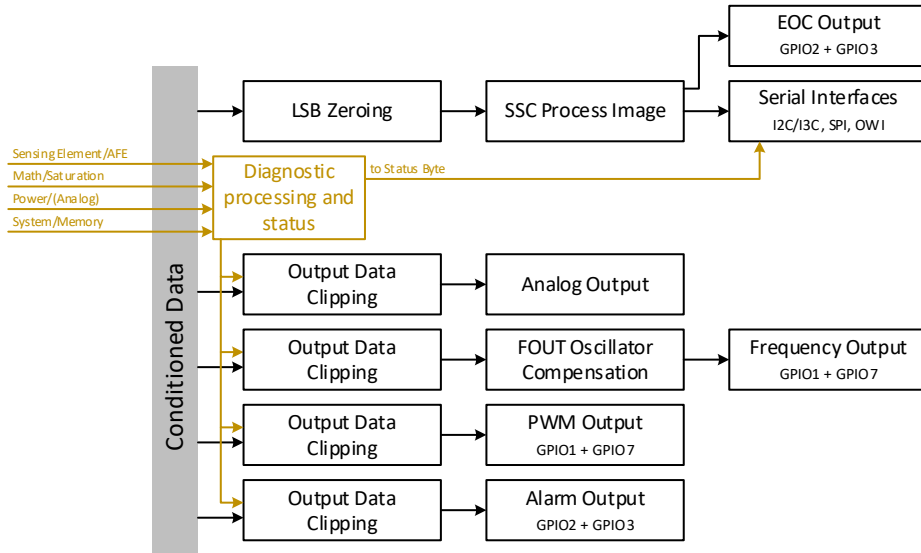 EOC Output
GPIO2 + GPIO3
LSB Zeroing
SSC Process Image
Serial Interfaces
I2C/I3C, SPI, OWI
Sensing Element/AFE
Math/Saturation
Power/(Analog)
System/Memory
Diagnostic
processing and
status
to Status Byte
Conditioned Data
Output Data
Clipping
Analog Output
Output Data
Clipping
FOUT Oscillator
Compensation
Frequency Output
GPIO1 + GPIO7
Output Data
Clipping
PWM Output
GPIO1 + GPIO7
Output Data
Clipping
Alarm Output
GPIO2 + GPIO3